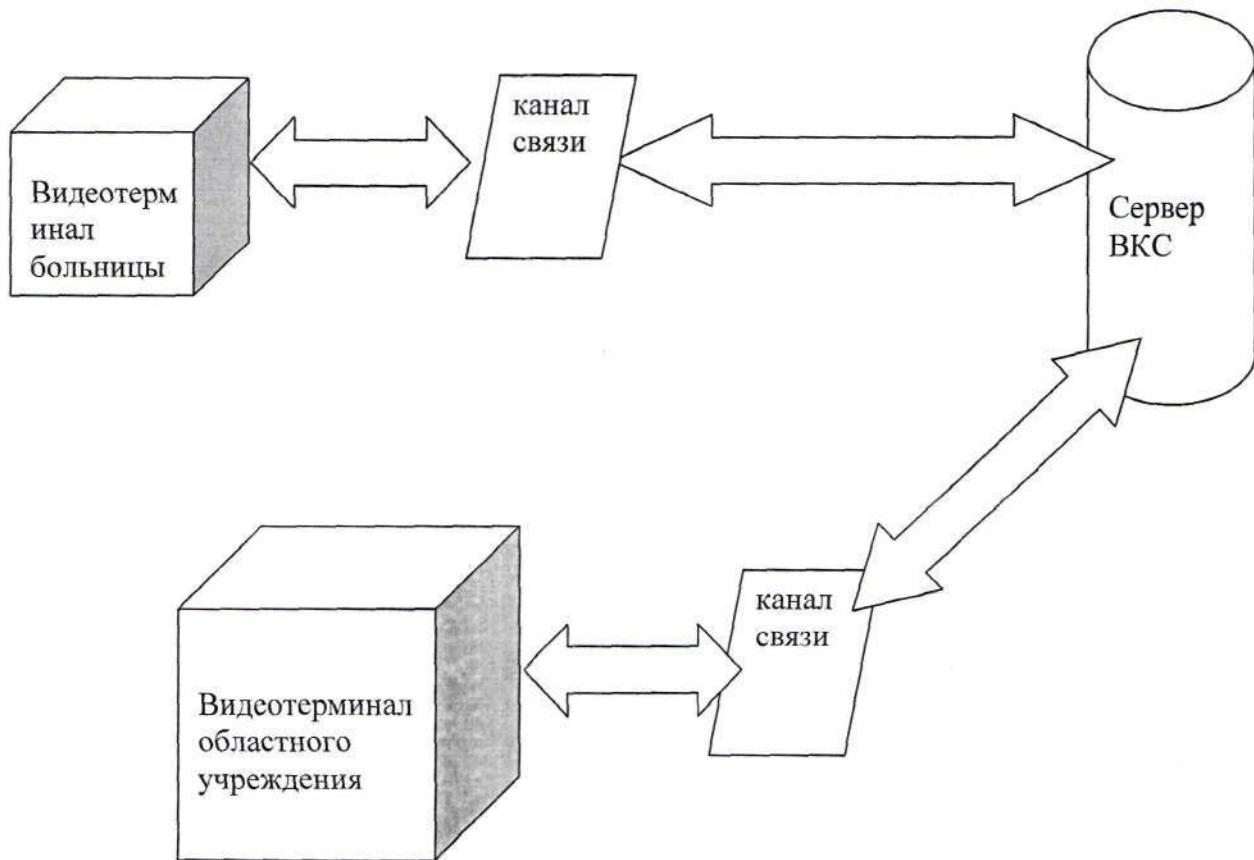 канал
связи
Видеотерм
инал
больницы
Сервер
ВКС
канал
связи
Видеотерминал
областного
учреждения